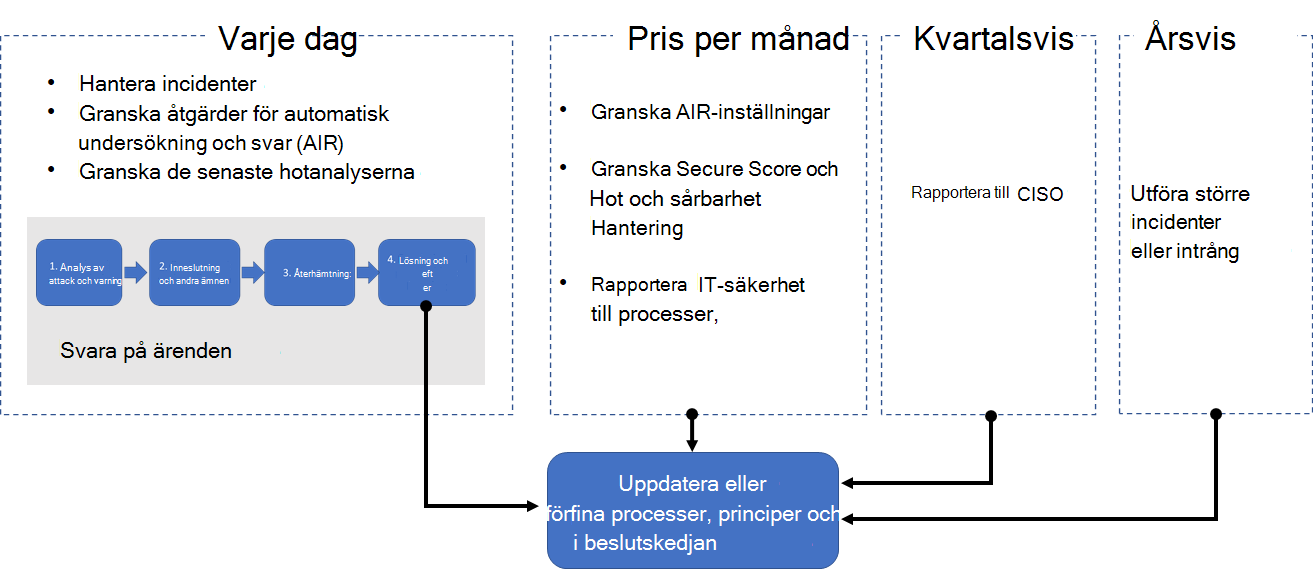 Varje dag
• Hantera incidenter
• Granska åtgärder för automatisk
undersökning och svar (AIR)
• Granska de senaste hotanalyserna
1. Analys av
attack och varning
2. Inneslutning
och andra ämnen
3. Återhämtning:
4. Lösning och
eft
er
Svara på ärenden
Pris per månad
• Granska AIR-inställningar
• Granska Secure Score och
Hot och sårbarhet
Hantering
• Rapportera IT-säkerhet
till processer,
Kvartalsvis
Rapportera till CISO
Årsvis
Utföra större
incidenter
eller intrång
Uppdatera eller
förfina processer, principer och
i beslutskedjan